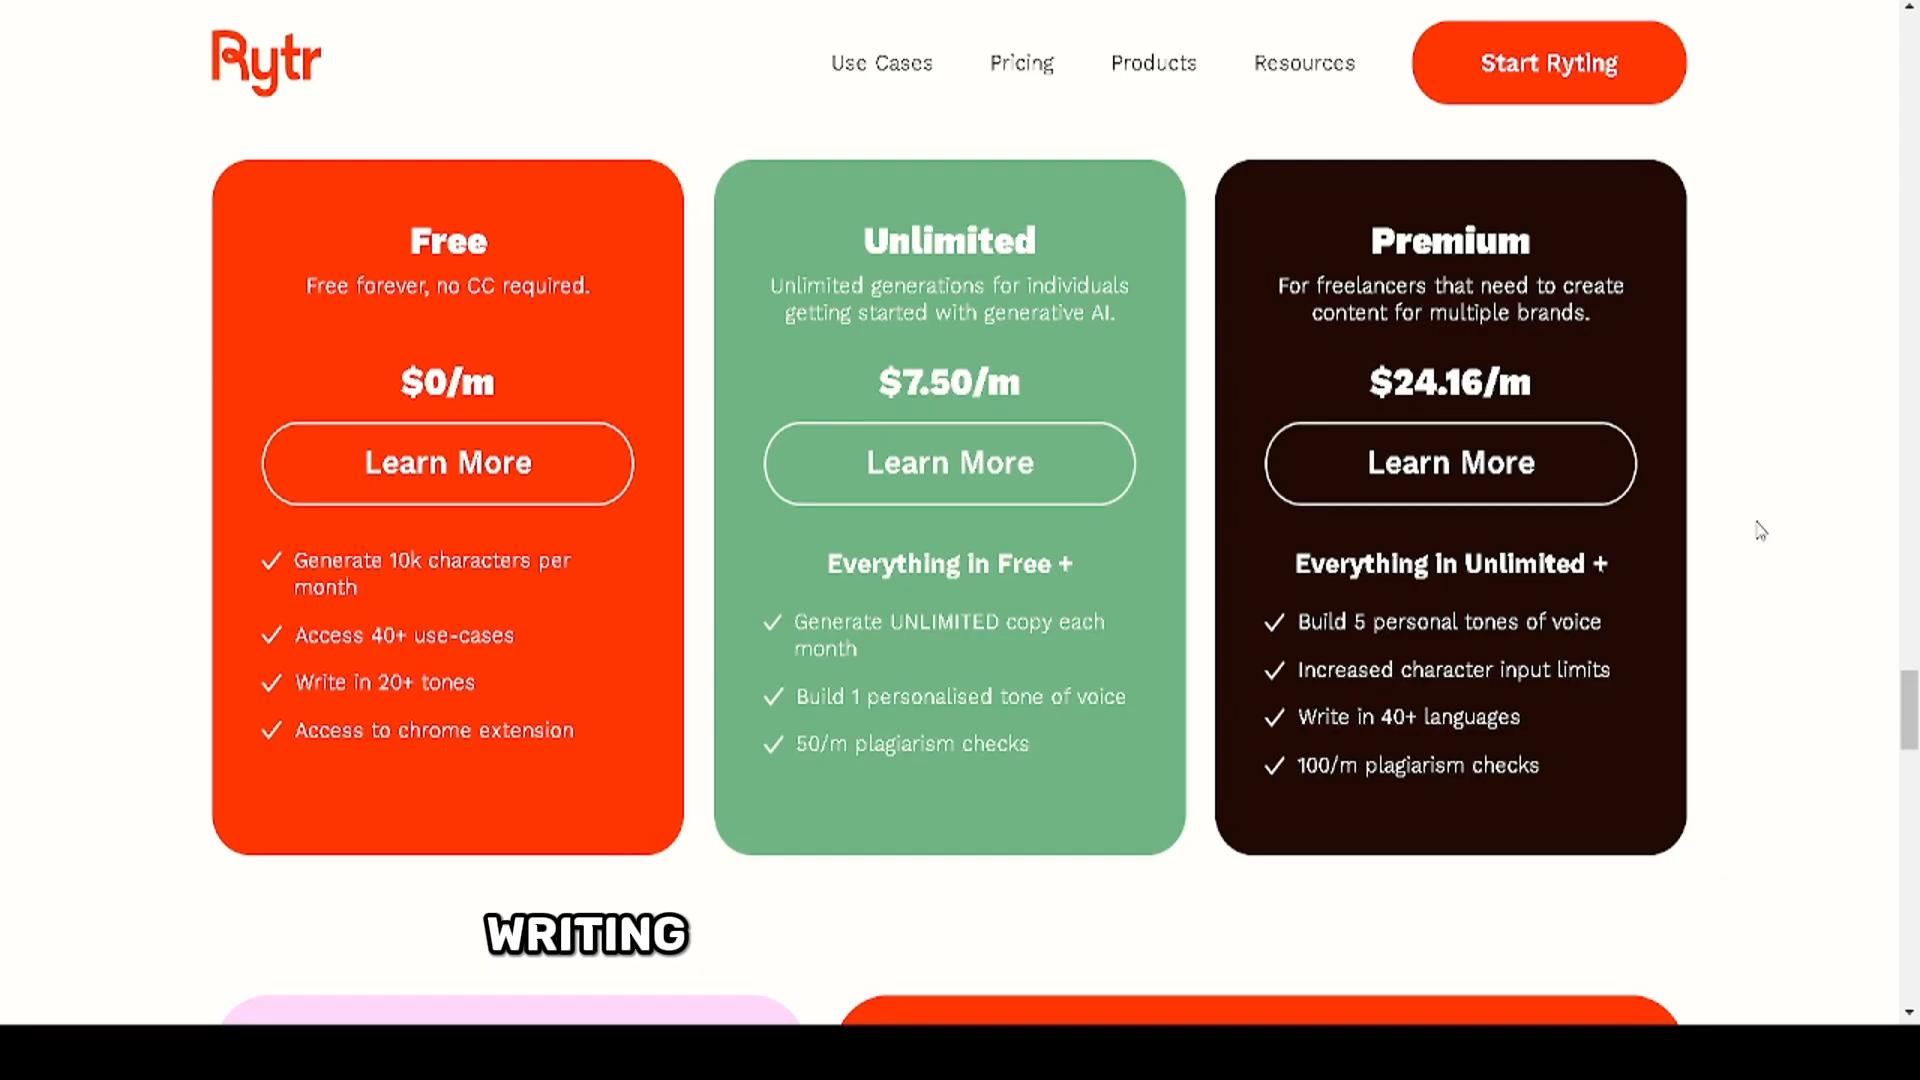 Rytr
Use Cases
Pricing
Products
Resources
Start Ryting
Free
Free forever, no CC required.
$0/m
Learn More
Generate 10k characters per
month
Access 40+ use-cases
Write in 20+ tones
Access to chrome extension
Unlimited
Unlimited generations for individuals
getting started with generative AI.
$7.50/m
Learn More
Everything in Free +
Generate UNLIMITED copy each
month
Build 1 personalised tone of voice
50/m plagiarism checks
Premium
For freelancers that need to create
content for multiple brands.
$24.16/m
Learn More
Everything in Unlimited +
Build 5 personal tones of voice
Increased character input limits
Write in 40+ languages
100/m plagiarism checks
WRITING